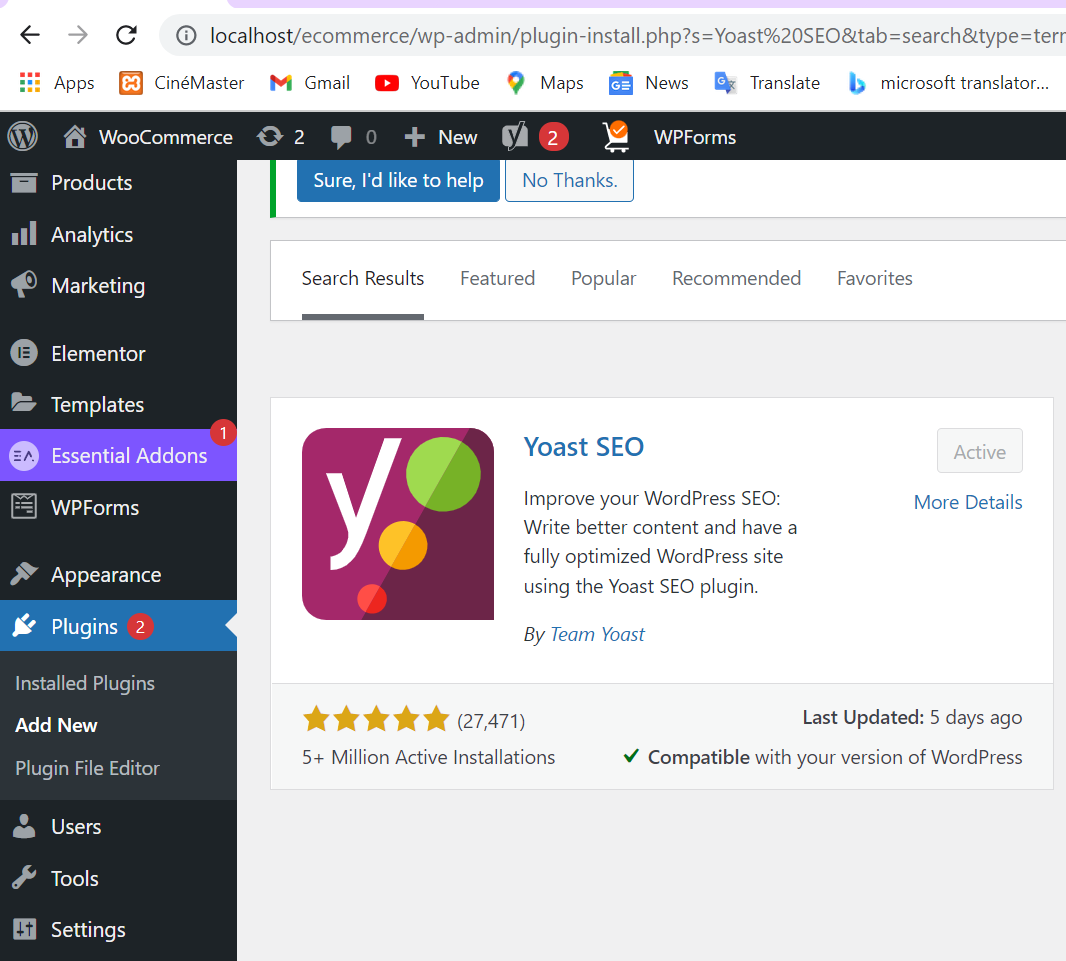 localhost/ecommerce/wp-admin/plugin-install.php?s=Yoast%20SEO&tab=search&type=terr
Apps CinéMaster Gmail YouTube Maps News Translate microsoft translator...
WooCommerce 2 0 + New 2 WPForms
Products
Analytics
Marketing
Elementor
Templates
1
Essential Addons
WPForms
Appearance
Plugins 2
Installed Plugins
Add New
Plugin File Editor
Users
Tools
Settings
Sure, I'd like to help No Thanks.
Search Results Featured Popular Recommended Favorites
Yoast SEO
Active
More Details
Improve your WordPress SEO:
Write better content and have a
fully optimized WordPress site
using the Yoast SEO plugin.
By Team Yoast
(27,471)
5+ Million Active Installations
Last Updated: 5 days ago
Compatible with your version of WordPress